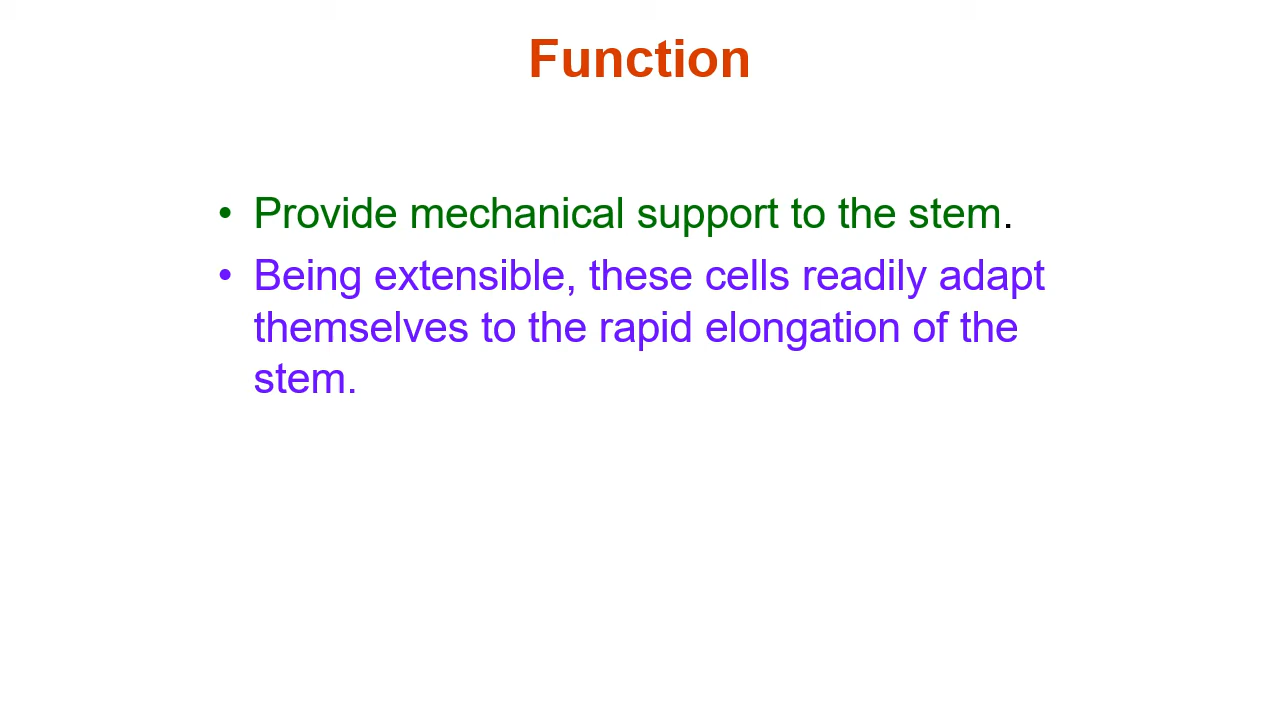 Function
• Provide mechanical support to the stem.
• Being extensible, these cells readily adapt
themselves to the rapid elongation of the
stem.